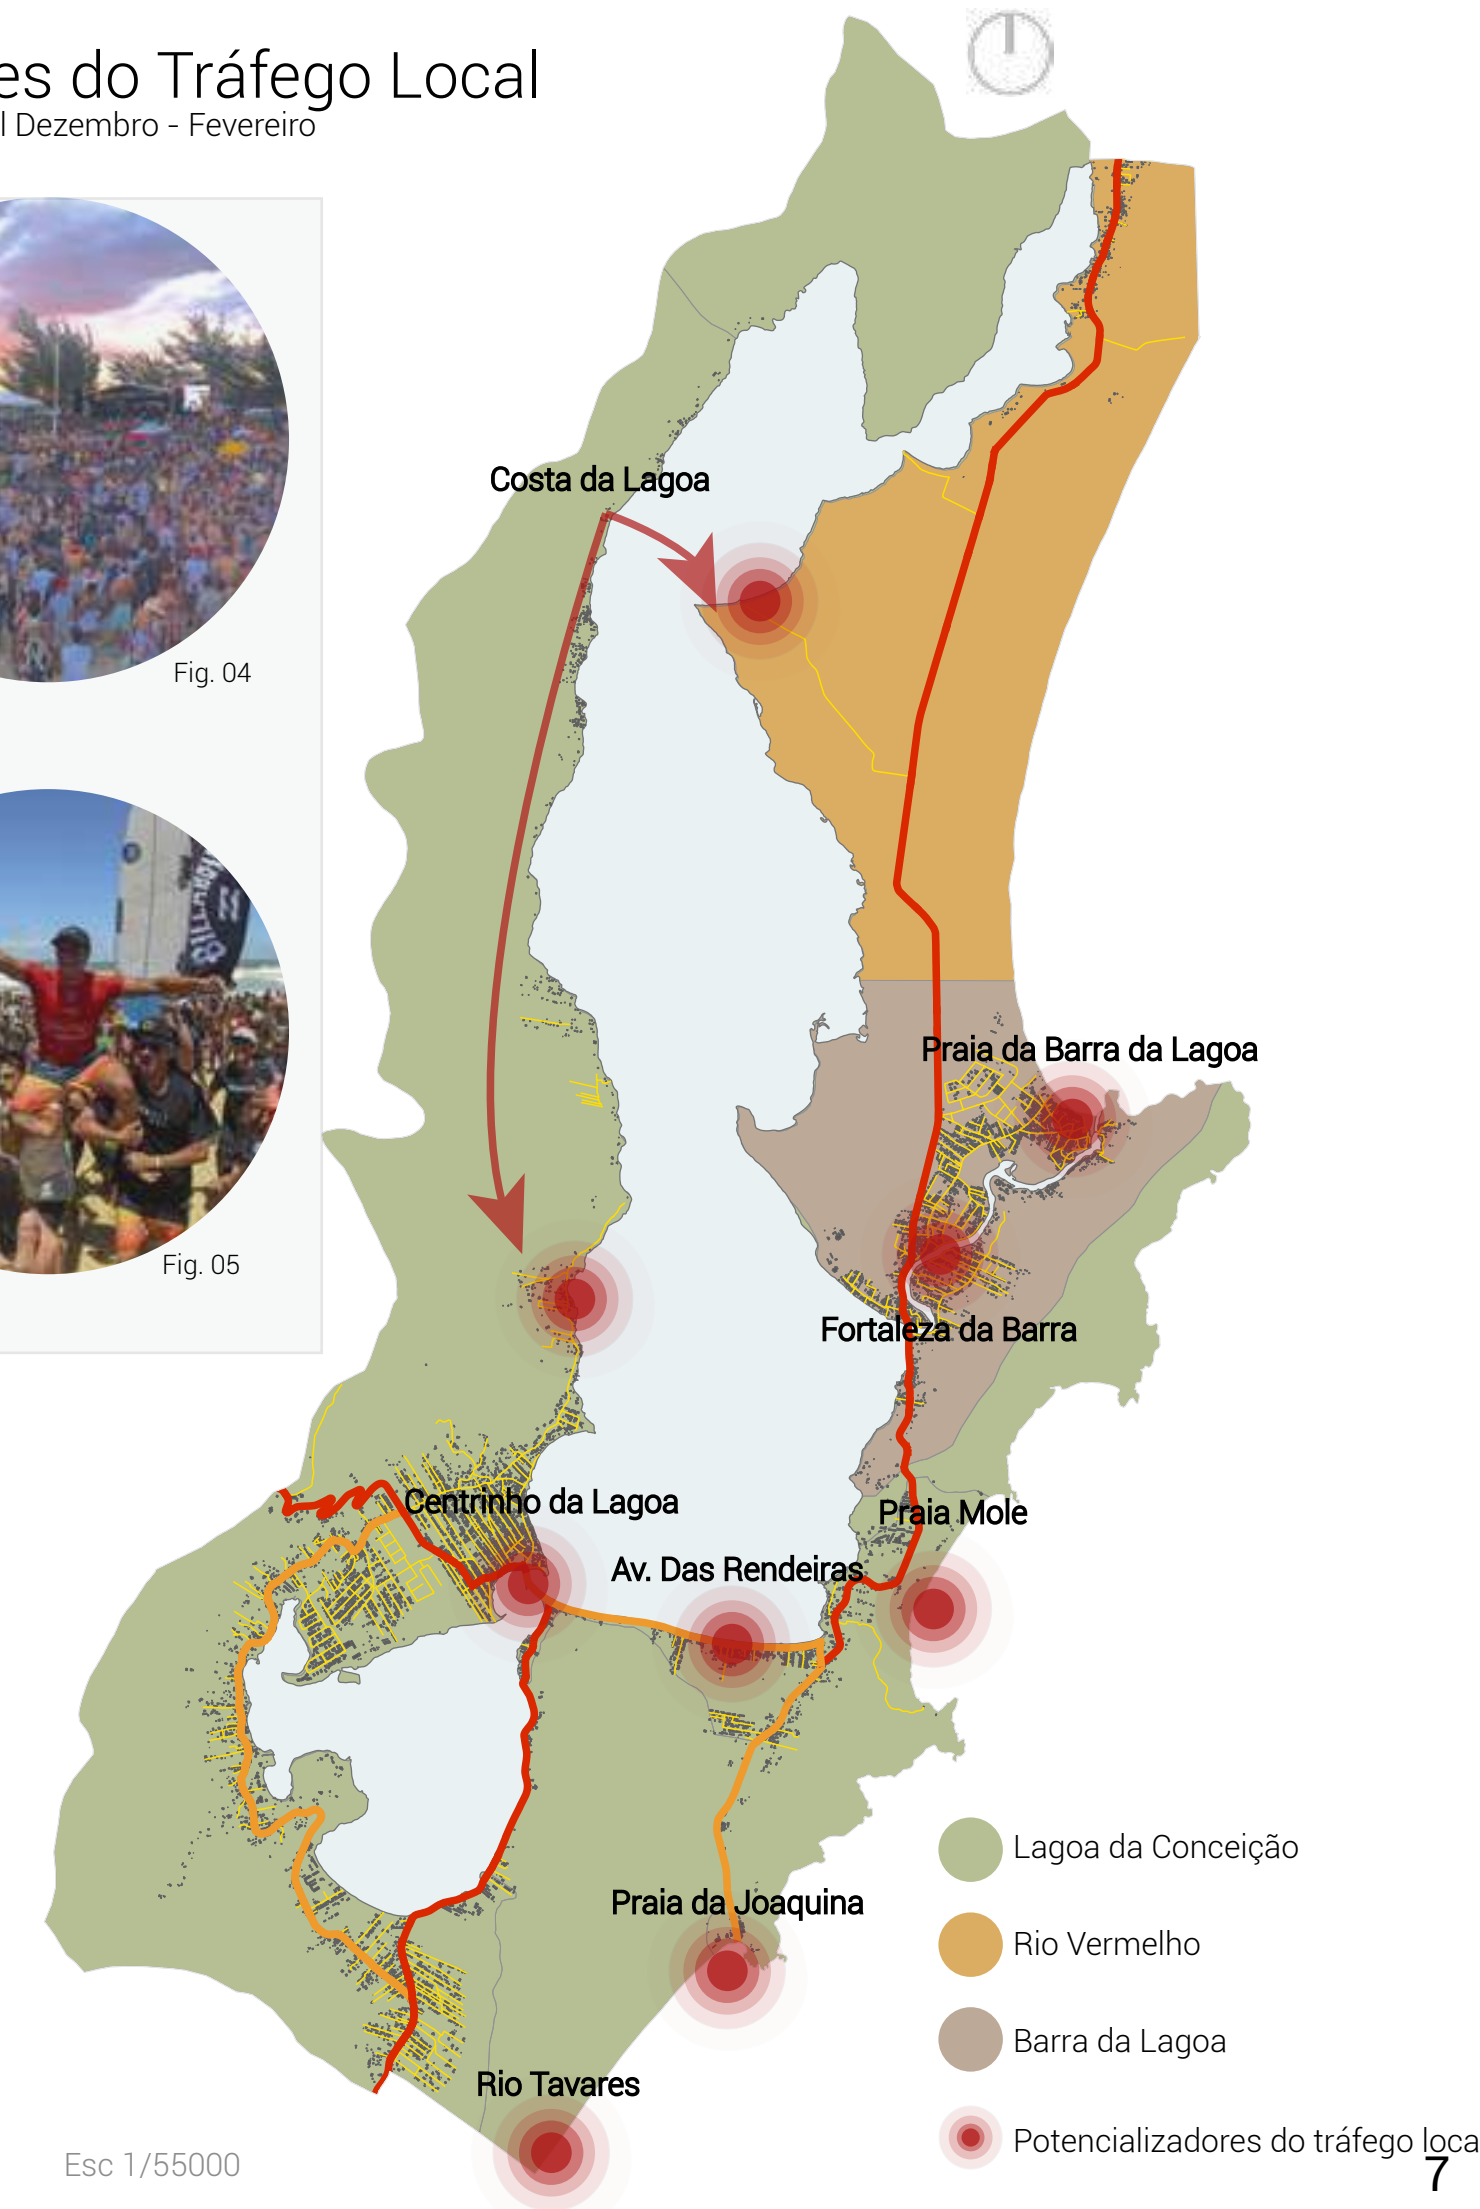 es do Tráfego Local
l Dezembro - Fevereiro
Fig. 04
Costa da Lagoa
BILLABONG
Fig. 05
Praia da Barra da Lagoa
Fortaleza da Barra
Centrinho da Lagoa
Praia Mole
Av. Das Rendeiras
Praia da Joaquina
Rio Tavares
Lagoa da Conceição
Rio Vermelho
Barra da Lagoa
Potencializadores do tráfego loca
Esc 1/55000
7